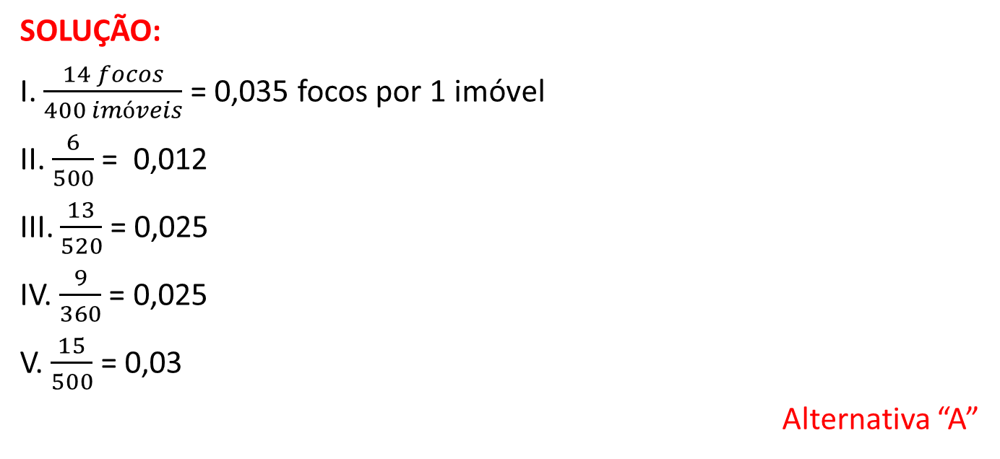 SOLUÇÃO:
I. 14 focos / 400 imóveis = 0,035 focos por 1 imóvel
II. 6 / 500 = 0,012
III. 13 / 520 = 0,025
IV. 9 / 360 = 0,025
V. 15 / 500 = 0,03
Alternativa “A”